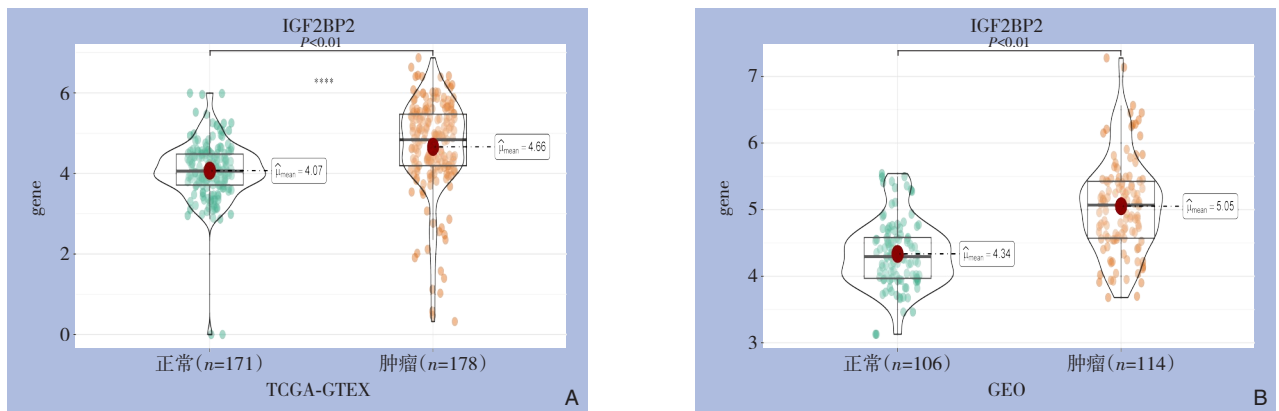 IGF2BP2
P<0.01
****
6
4
2
0
gene
μ̂mean = 4.07
μ̂mean = 4.66
正常(n=171)
肿瘤(n=178)
TCGA-GTEX
A
IGF2BP2
P<0.01
7
6
5
4
3
gene
μ̂mean = 4.34
μ̂mean = 5.05
正常(n=106)
肿瘤(n=114)
GEO
B